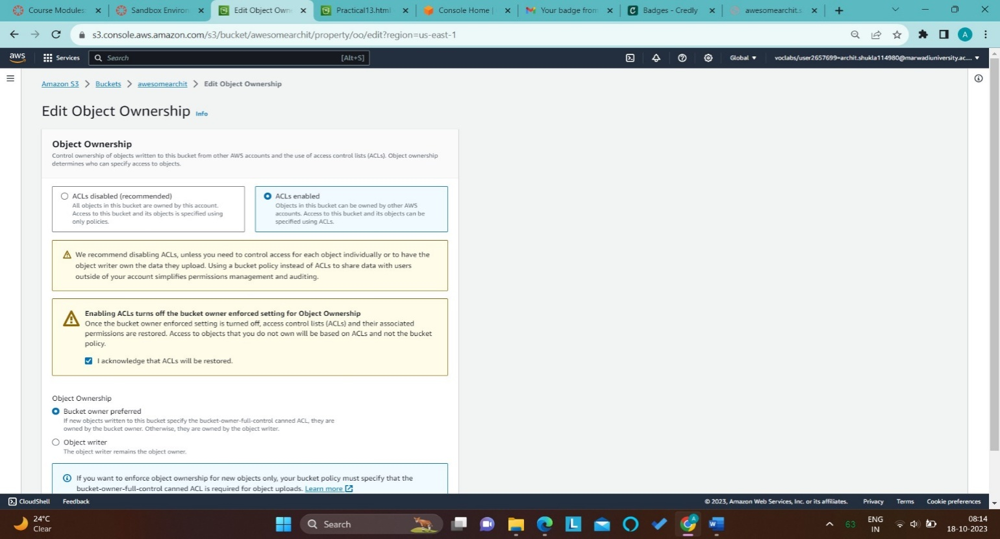 Course Modules:
Sandbox Environ
Edit Object Own
Practical13.html
Console Home |
Your badge from
Badges - Credly
awesomearchit.s
s3.console.aws.amazon.com/s3/bucket/awesomearchit/property/oo/edit?region=us-east-1
A
aws
Services
Search
[Alt+S]
Global
voclabs/user2657699=archit.shukla114980@marwadiuniversity.ac....
Amazon S3 > Buckets > awesomearchit > Edit Object Ownership
Edit Object Ownership Info
Object Ownership
Control ownership of objects written to this bucket from other AWS accounts and the use of access control lists (ACLs). Object ownership
determines who can specify access to objects.
ACLs disabled (recommended)
All objects in this bucket are owned by this account.
Access to this bucket and its objects is specified using
only policies.
ACLs enabled
Objects in this bucket can be owned by other AWS
accounts. Access to this bucket and its objects can be
specified using ACLs.
We recommend disabling ACLs, unless you need to control access for each object individually or to have the
object writer own the data they upload. Using a bucket policy instead of ACLs to share data with users
outside of your account simplifies permissions management and auditing.
Enabling ACLs turns off the bucket owner enforced setting for Object Ownership
Once the bucket owner enforced setting is turned off, access control lists (ACLs) and their associated
permissions are restored. Access to objects that you do not own will be based on ACLs and not the bucket
policy.
I acknowledge that ACLs will be restored.
Object Ownership
Bucket owner preferred
If new objects written to this bucket specify the bucket-owner-full-control canned ACL, they are
owned by the bucket owner. Otherwise, they are owned by the object writer.
Object writer
The object writer remains the object owner.
If you want to enforce object ownership for new objects only, your bucket policy must specify that the
bucket-owner-full-control canned ACL is required for object uploads. Learn more
CloudShell
Feedback
© 2023, Amazon Web Services, Inc. or its affiliates.
Privacy
Terms
Cookie preferences
24°C
Clear
Search
63
ENG
IN
08:14
18-10-2023